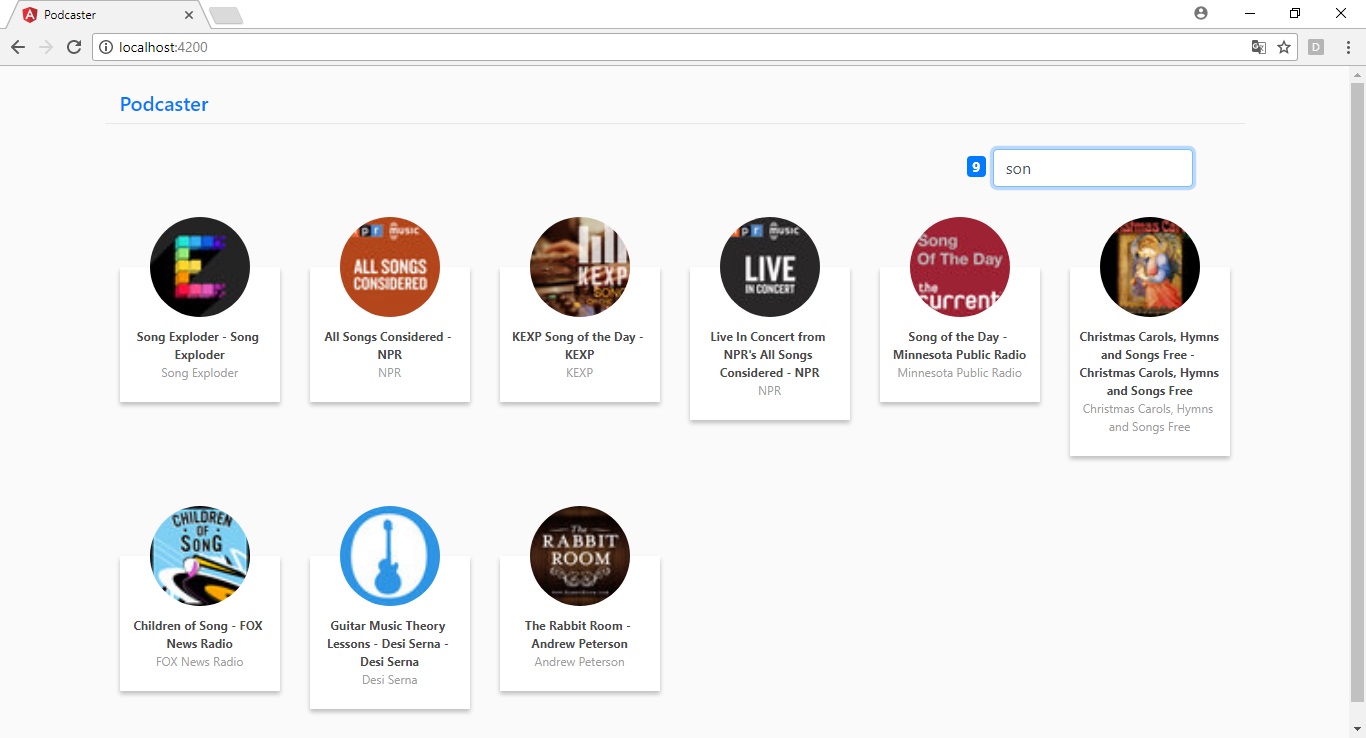 Podcaster
localhost:4200
D
Podcaster
9
son
E
npr music
ALL SONGS
CONSIDERED
KEXP
SONG
npr music
LIVE
IN CONCERT
Song
Of The Day
the
current
Song Exploder - Song
Exploder
Song Exploder
All Songs Considered -
NPR
NPR
KEXP Song of the Day -
KEXP
KEXP
Live In Concert from
NPR's All Songs
Considered - NPR
NPR
Song of the Day -
Minnesota Public Radio
Minnesota Public Radio
Christmas Carols, Hymns
and Songs Free -
Christmas Carols, Hymns
and Songs Free
Christmas Carols, Hymns
and Songs Free
CHILDREN
OF
SONG
The
RABBIT
ROOM
Children of Song - FOX
News Radio
FOX News Radio
Guitar Music Theory
Lessons - Desi Serna -
Desi Serna
Desi Serna
The Rabbit Room -
Andrew Peterson
Andrew Peterson